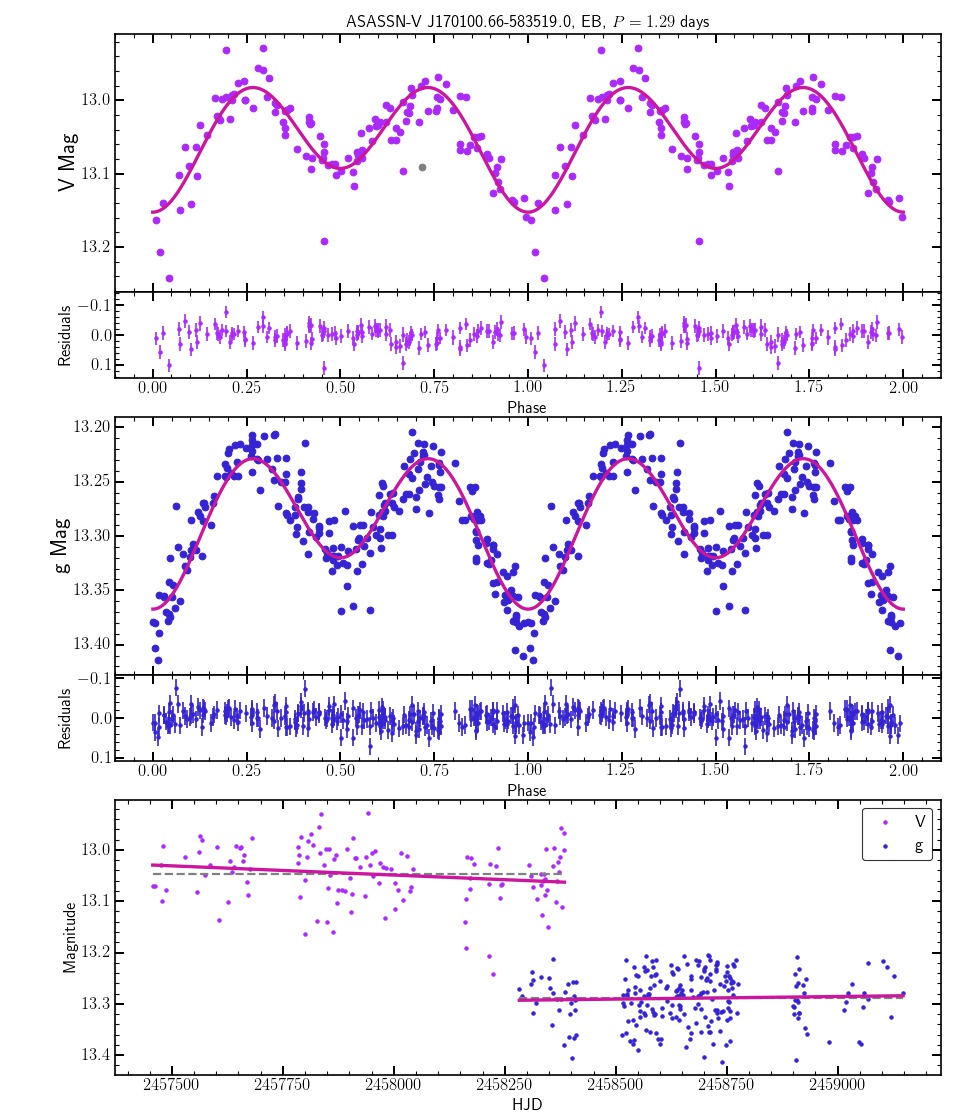 ASASSN-V J170100.66-583519.0, EB, P = 1.29 days
V Mag
13.0
13.1
13.2
Residuals
−0.1
0.0
0.1
0.00 0.25 0.50 0.75 1.00 1.25 1.50 1.75 2.00
Phase
g Mag
13.20
13.25
13.30
13.35
13.40
Residuals
−0.1
0.0
0.1
0.00 0.25 0.50 0.75 1.00 1.25 1.50 1.75 2.00
Phase
V
g
Magnitude
13.0
13.1
13.2
13.3
13.4
2457500 2457750 2458000 2458250 2458500 2458750 2459000
HJD